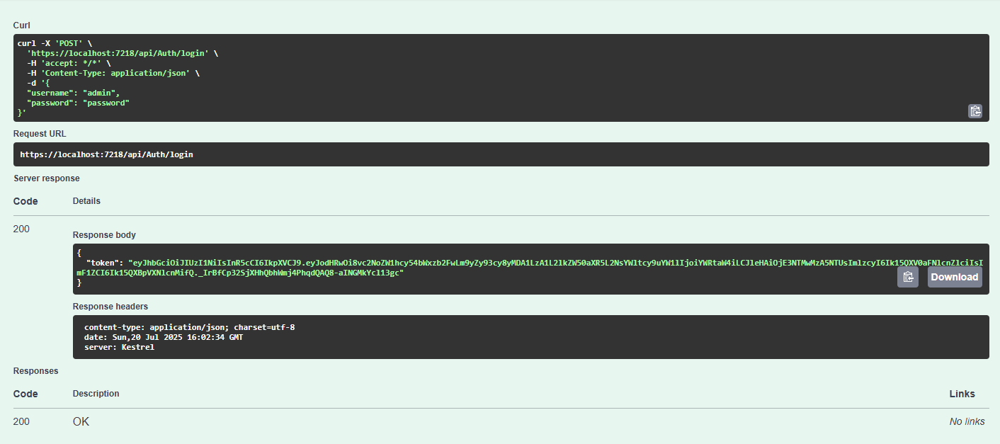 Curl
curl -X 'POST' \
'https://localhost:7218/api/Auth/login' \
-H 'accept: */*' \
-H 'Content-Type: application/json' \
-d '{
"username": "admin",
"password": "password"
}'
Request URL
https://localhost:7218/api/Auth/login
Server response
Code Details
200
Response body
{
"token": "eyJhbGciOiJIUzI1NiIsInR5cCI6IkpXVCJ9.eyJodHRwOi8vc2NoZW1hcy54bWxzb2FwLm9yZy93cy8yMDA1LzA1L2lkZW50aXR5L2NsYWltcy9uYW1lIjoiYWRtaW4iLCJleHAiOjE3NTMwMzA5NTUsImlzcyI6Ik15QXV0aFNlcnZlciIsI
mF1ZCI6Ik15QXBpVXNlcnMifQ._IrBfCp32SjXHhQbhWmj4PhqdQAQ8-aINGMkYcl13gc"
}
Download
Response headers
content-type: application/json; charset=utf-8
date: Sun,20 Jul 2025 16:02:34 GMT
server: Kestrel
Responses
Code Description Links
200 OK No links